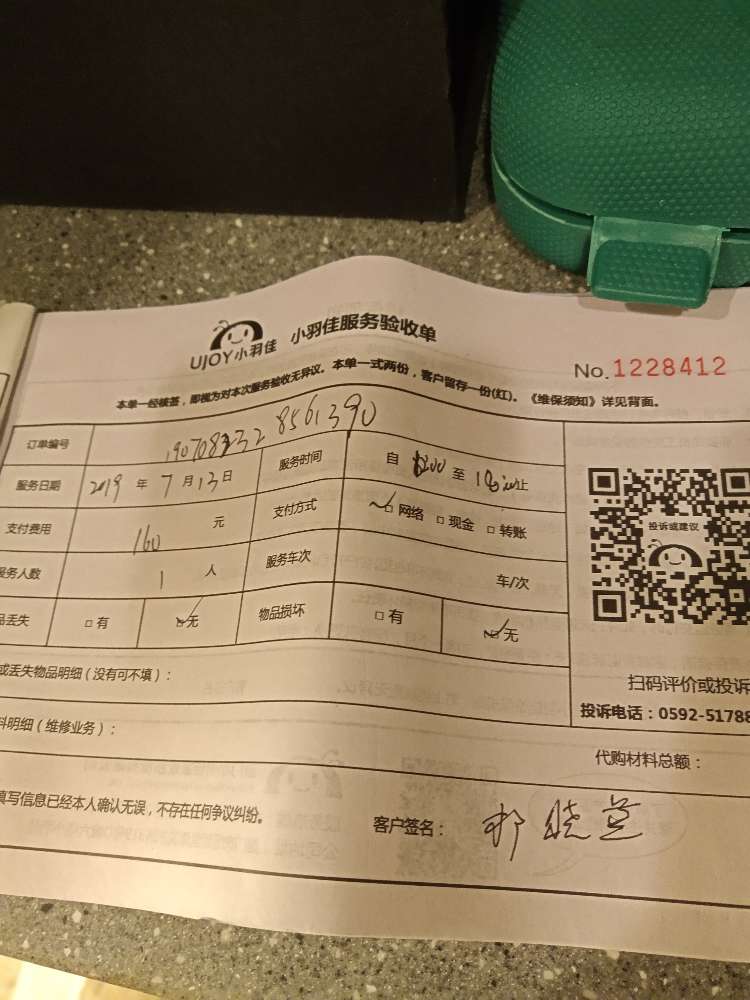 UJOY小羽佳 小羽佳服务验收单
No.1228412
本单一经核签，即视为对本次服务验收无异议。本单一式两份，客户留存一份(红)。《维保须知》详见背面。
订单编号 1907083328561390
服务日期 2019 年 7 月 13 日 服务时间 自 至 止
支付费用 160 元 支付方式 □网络 □现金 □转账
投诉或建议
服务人数 1 人 服务车次 车/次
品丢失 □有 □无 物品损坏 □有 □无
或丢失物品明细（没有可不填）：
扫码评价或投诉
投诉电话：0592-51788
料明细（维修业务）：
代购材料总额：
填写信息已经本人确认无误，不存在任何争议纠纷。
客户签名：